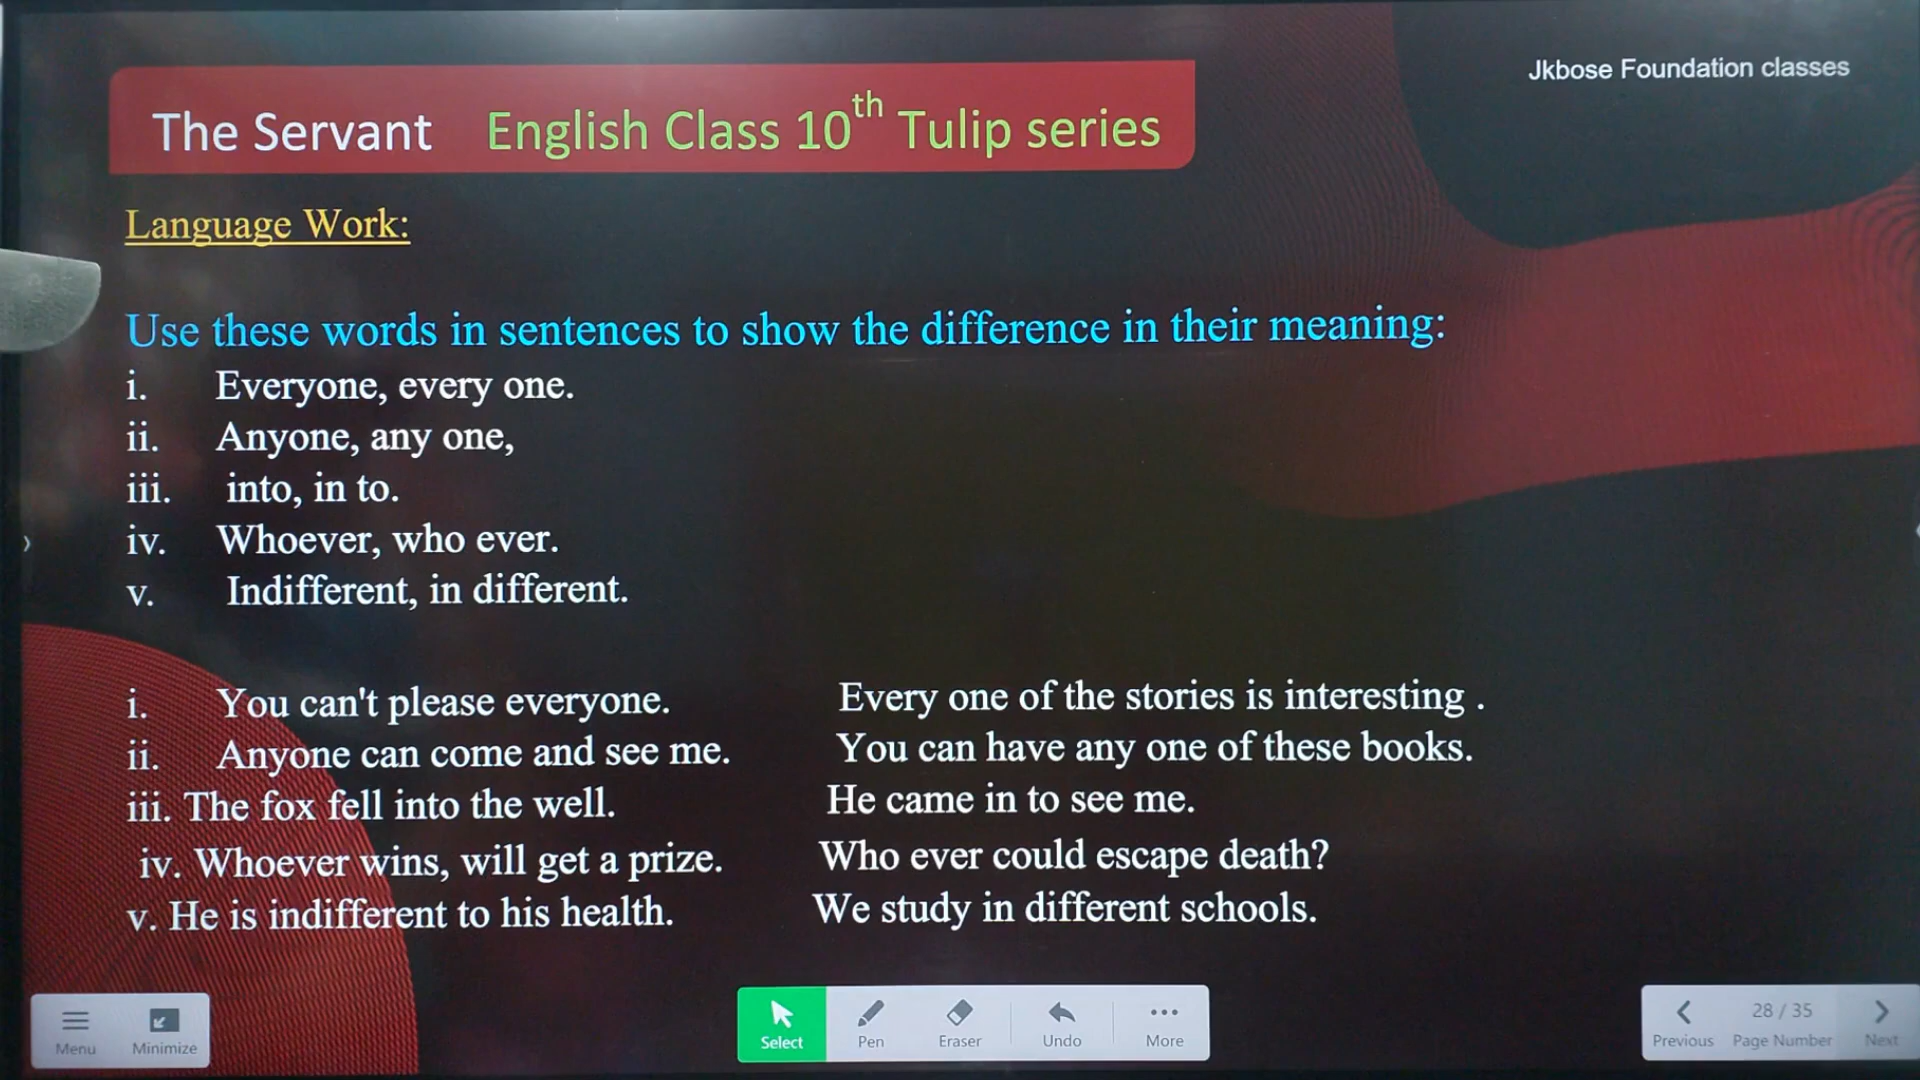 Jkbose Foundation classes
The Servant English Class 10th Tulip series
Language Work:
Use these words in sentences to show the difference in their meaning:
i. Everyone, every one.
ii. Anyone, any one,
iii. into, in to.
iv. Whoever, who ever.
v. Indifferent, in different.
i. You can't please everyone. Every one of the stories is interesting .
ii. Anyone can come and see me. You can have any one of these books.
iii. The fox fell into the well. He came in to see me.
iv. Whoever wins, will get a prize. Who ever could escape death?
v. He is indifferent to his health. We study in different schools.
Menu Minimize Select Pen Eraser Undo More
28 / 35
Previous Page Number Next